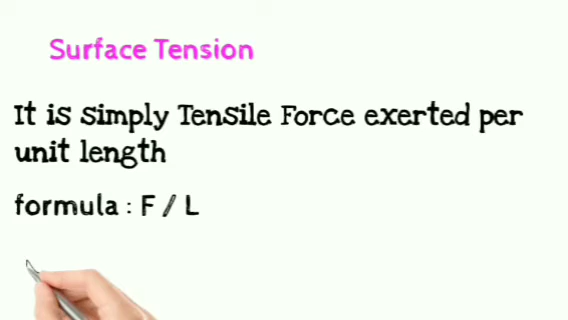 Surface Tension
It is simply Tensile Force exerted per
unit length
formula : F / L